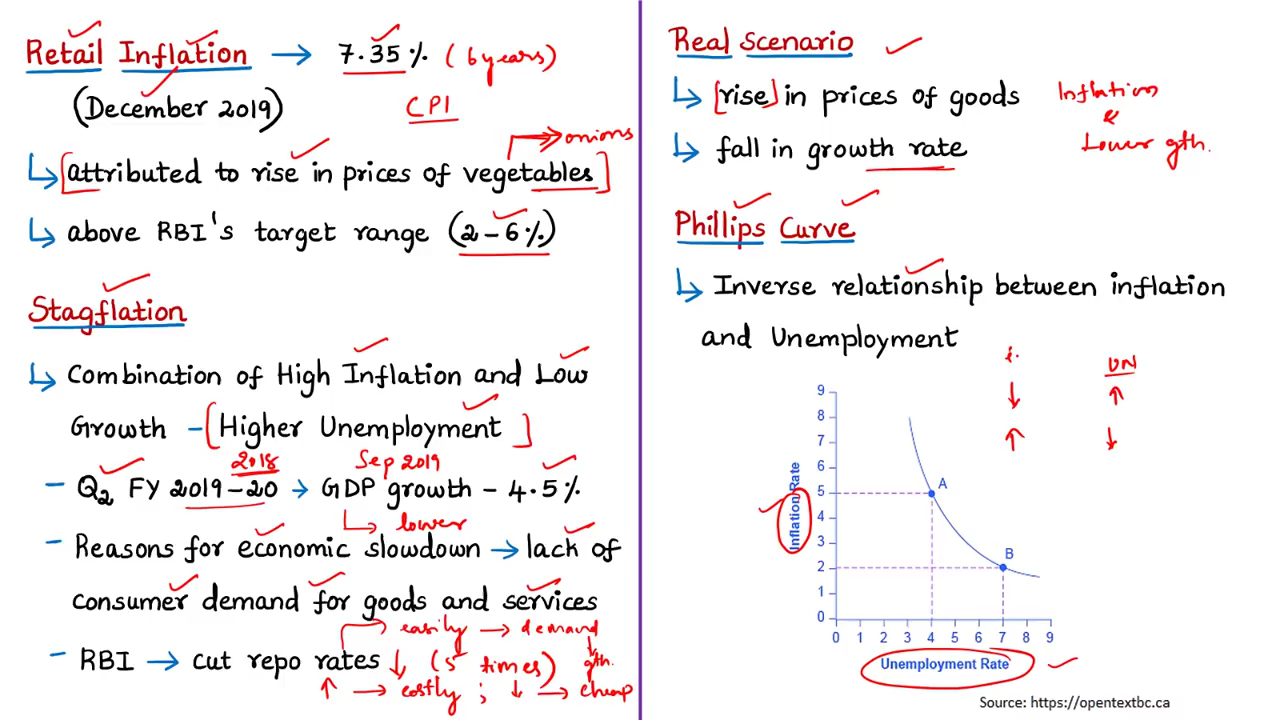 Retail Inflation → 7.35 % (6 years)
(December 2019) CPI
→ onions
↳ [attributed to rise in prices of vegetables]
↳ above RBI's target range (2 – 6 %)
Stagflation
↳ Combination of High Inflation and Low
Growth – [Higher Unemployment]
2018 Sep 2019
– Q2 FY 2019 – 20 → GDP growth – 4.5 %
↳ lower
– Reasons for economic slowdown → lack of
consumer demand for goods and services
easily → demand
– RBI → cut repo rates ↓ (5 times) gth.
↑ → costly ; ↓ → cheap
Real Scenario
↳ [rise] in prices of goods
↳ fall in growth rate
Inflation
&
Lower gth.
Phillips Curve
↳ Inverse relationship between inflation
and Unemployment
i. UN
↓ ↑
↑ ↓
Inflation Rate
9
8
7
6
5
4
3
2
1
0
A
B
0 1 2 3 4 5 6 7 8 9
Unemployment Rate
Source: https://opentextbc.ca